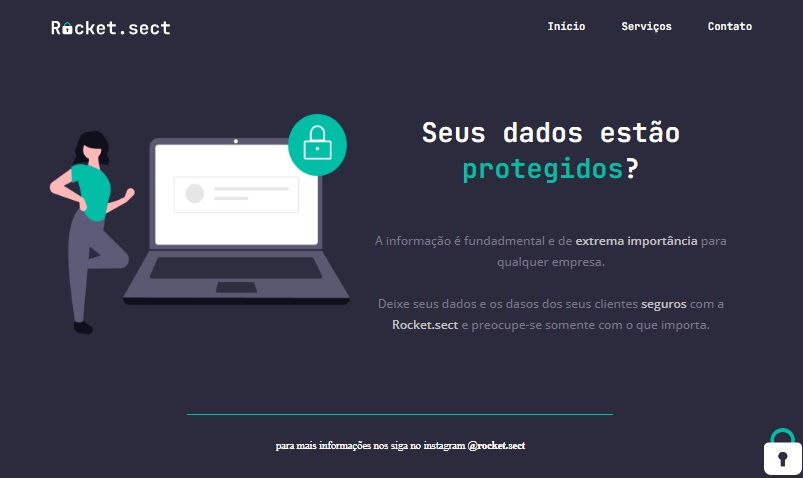 Rocket.sect
Início Serviços Contato
Seus dados estão
protegidos?
A informação é fundadmental e de extrema importância para
qualquer empresa.
Deixe seus dados e os dasos dos seus clientes seguros com a
Rocket.sect e preocupe-se somente com o que importa.
para mais informações nos siga no instagram @rocket.sect